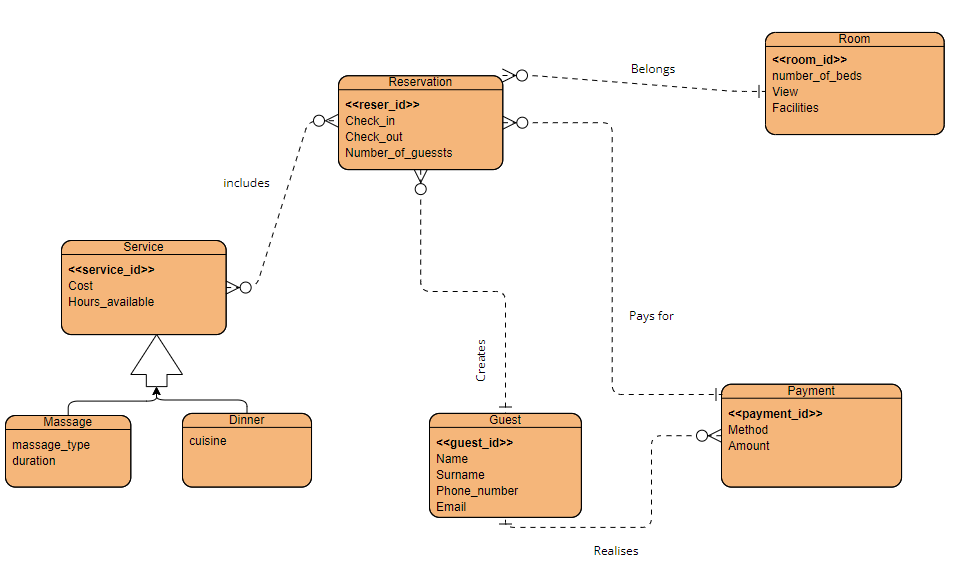 Room
<<room_id>>
number_of_beds
View
Facilities
Belongs
Reservation
<<reser_id>>
Check_in
Check_out
Number_of_guessts
includes
Service
<<service_id>>
Cost
Hours_available
Pays for
Creates
Massage
massage_type
duration
Dinner
cuisine
Guest
<<guest_id>>
Name
Surname
Phone_number
Email
Payment
<<payment_id>>
Method
Amount
Realises